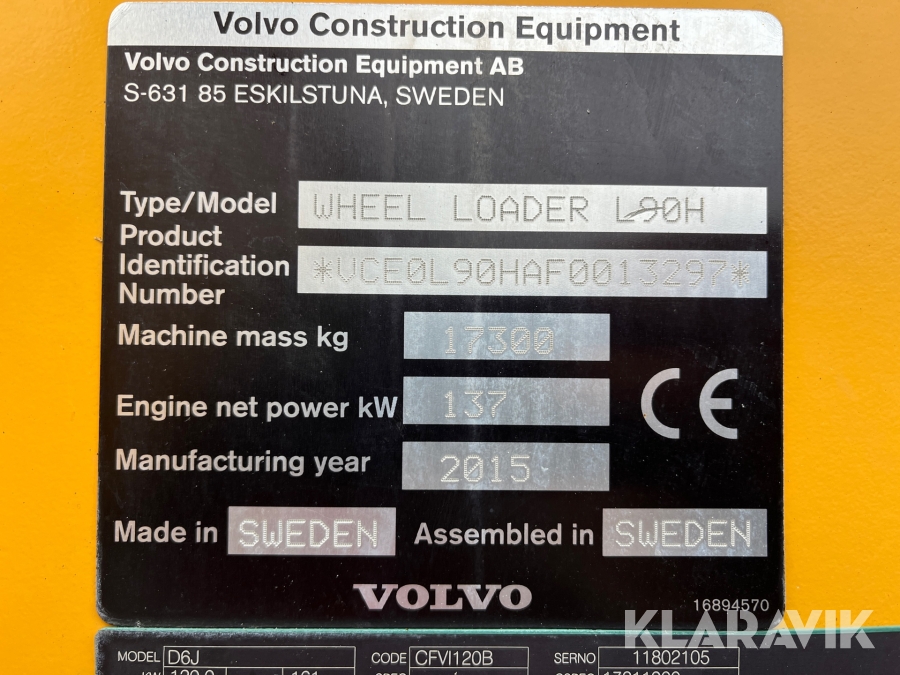 Volvo Construction Equipment
Volvo Construction Equipment AB
S-631 85 ESKILSTUNA, SWEDEN
Type/Model WHEEL LOADER L90H
Product
Identification *VCE0L90HAF0013297*
Number
Machine mass kg 17300
Engine net power kW 137
CE
Manufacturing year 2015
Made in SWEDEN Assembled in SWEDEN
VOLVO
16894570
KLARAVIK
MODEL D6J CODE CFVI120B SERNO 11802105